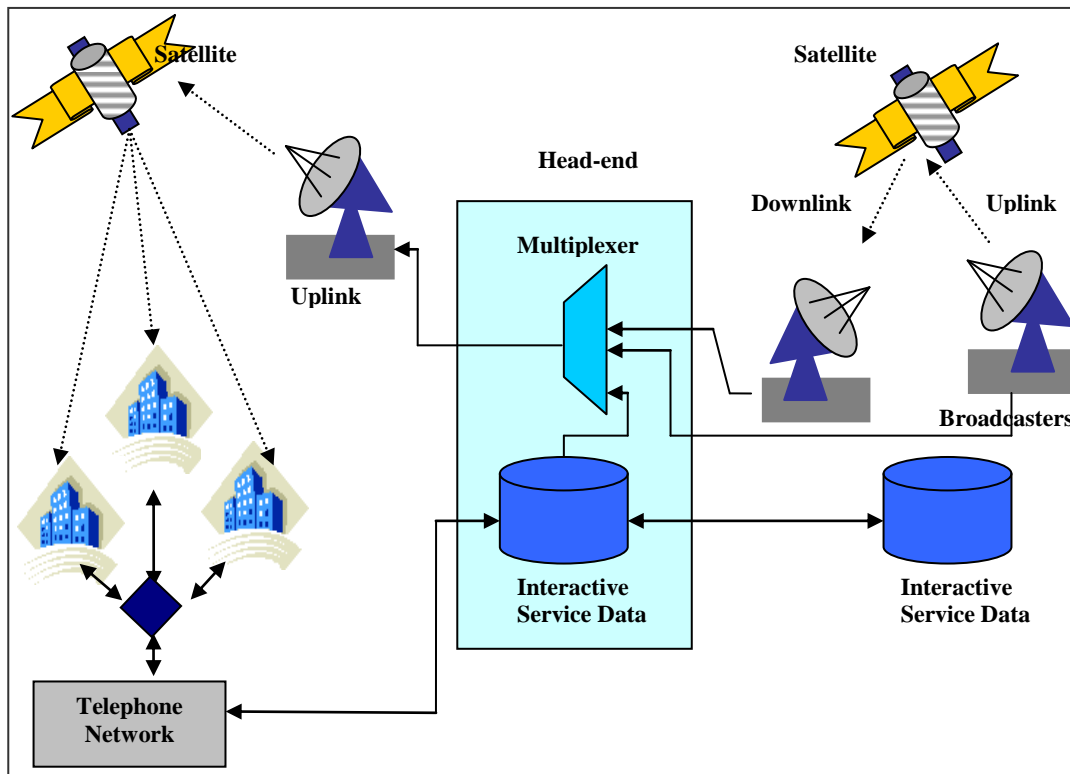 Satellite
Satellite
Head-end
Downlink
Uplink
Multiplexer
Uplink
Broadcasters
Interactive
Service Data
Interactive
Service Data
Telephone
Network